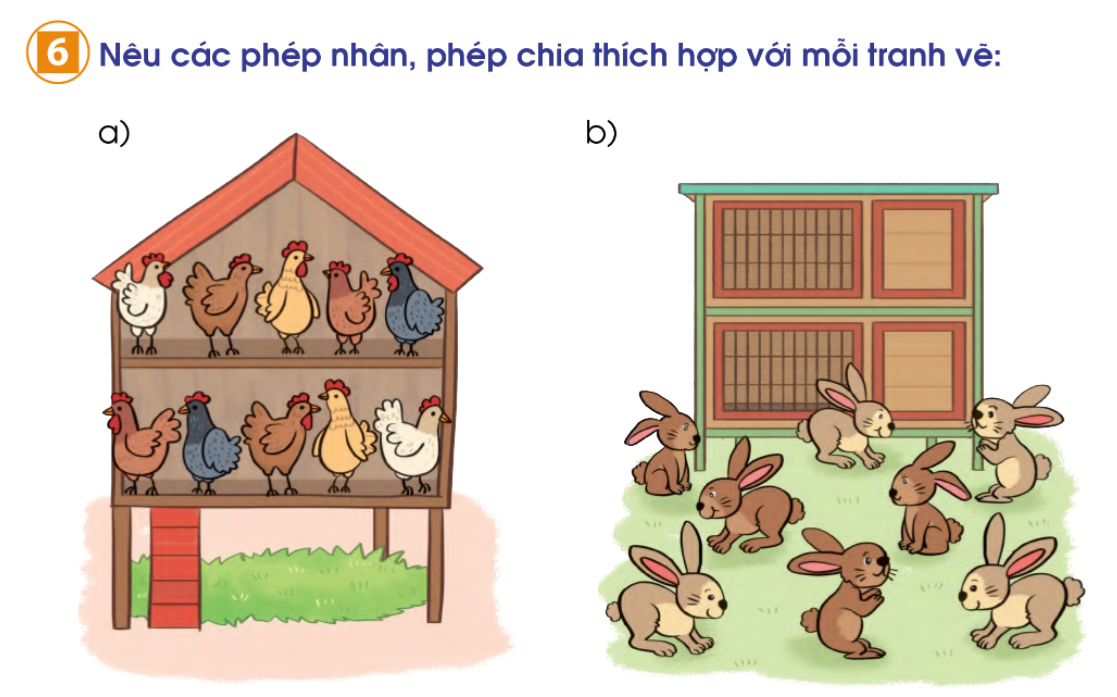 6 Nêu các phép nhân, phép chia thích hợp với mỗi tranh vẽ:
a) b)